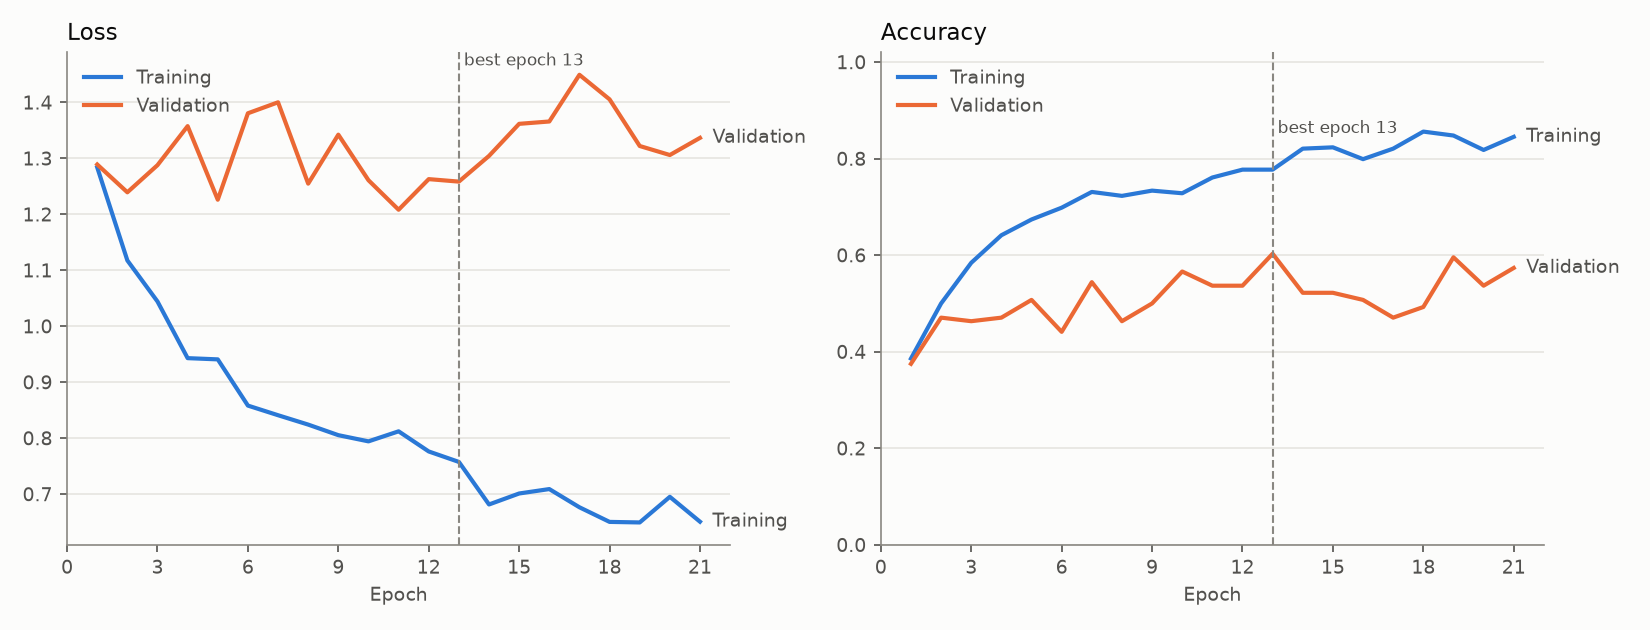 Loss
Training
Validation
best epoch 13
Validation
Training
1.4
1.3
1.2
1.1
1.0
0.9
0.8
0.7
0 3 6 9 12 15 18 21
Epoch
Accuracy
Training
Validation
best epoch 13
Training
Validation
1.0
0.8
0.6
0.4
0.2
0.0
0 3 6 9 12 15 18 21
Epoch